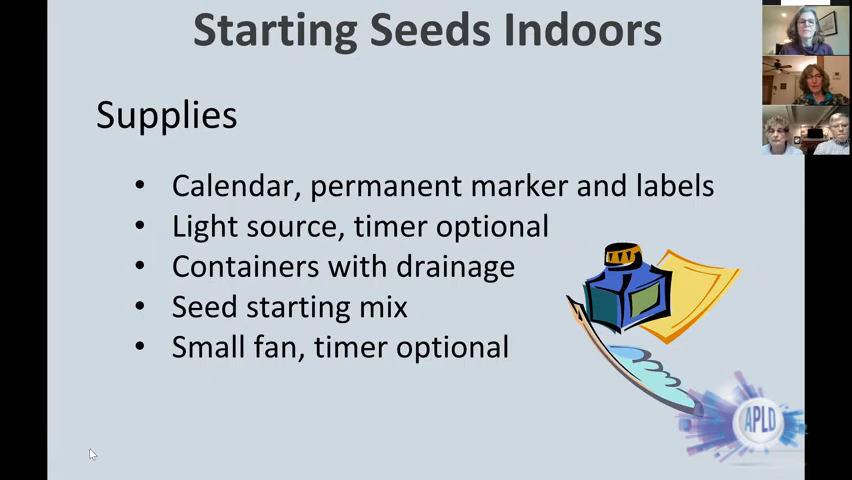 Starting Seeds Indoors
Supplies
• Calendar, permanent marker and labels
• Light source, timer optional
• Containers with drainage
• Seed starting mix
• Small fan, timer optional
APLD